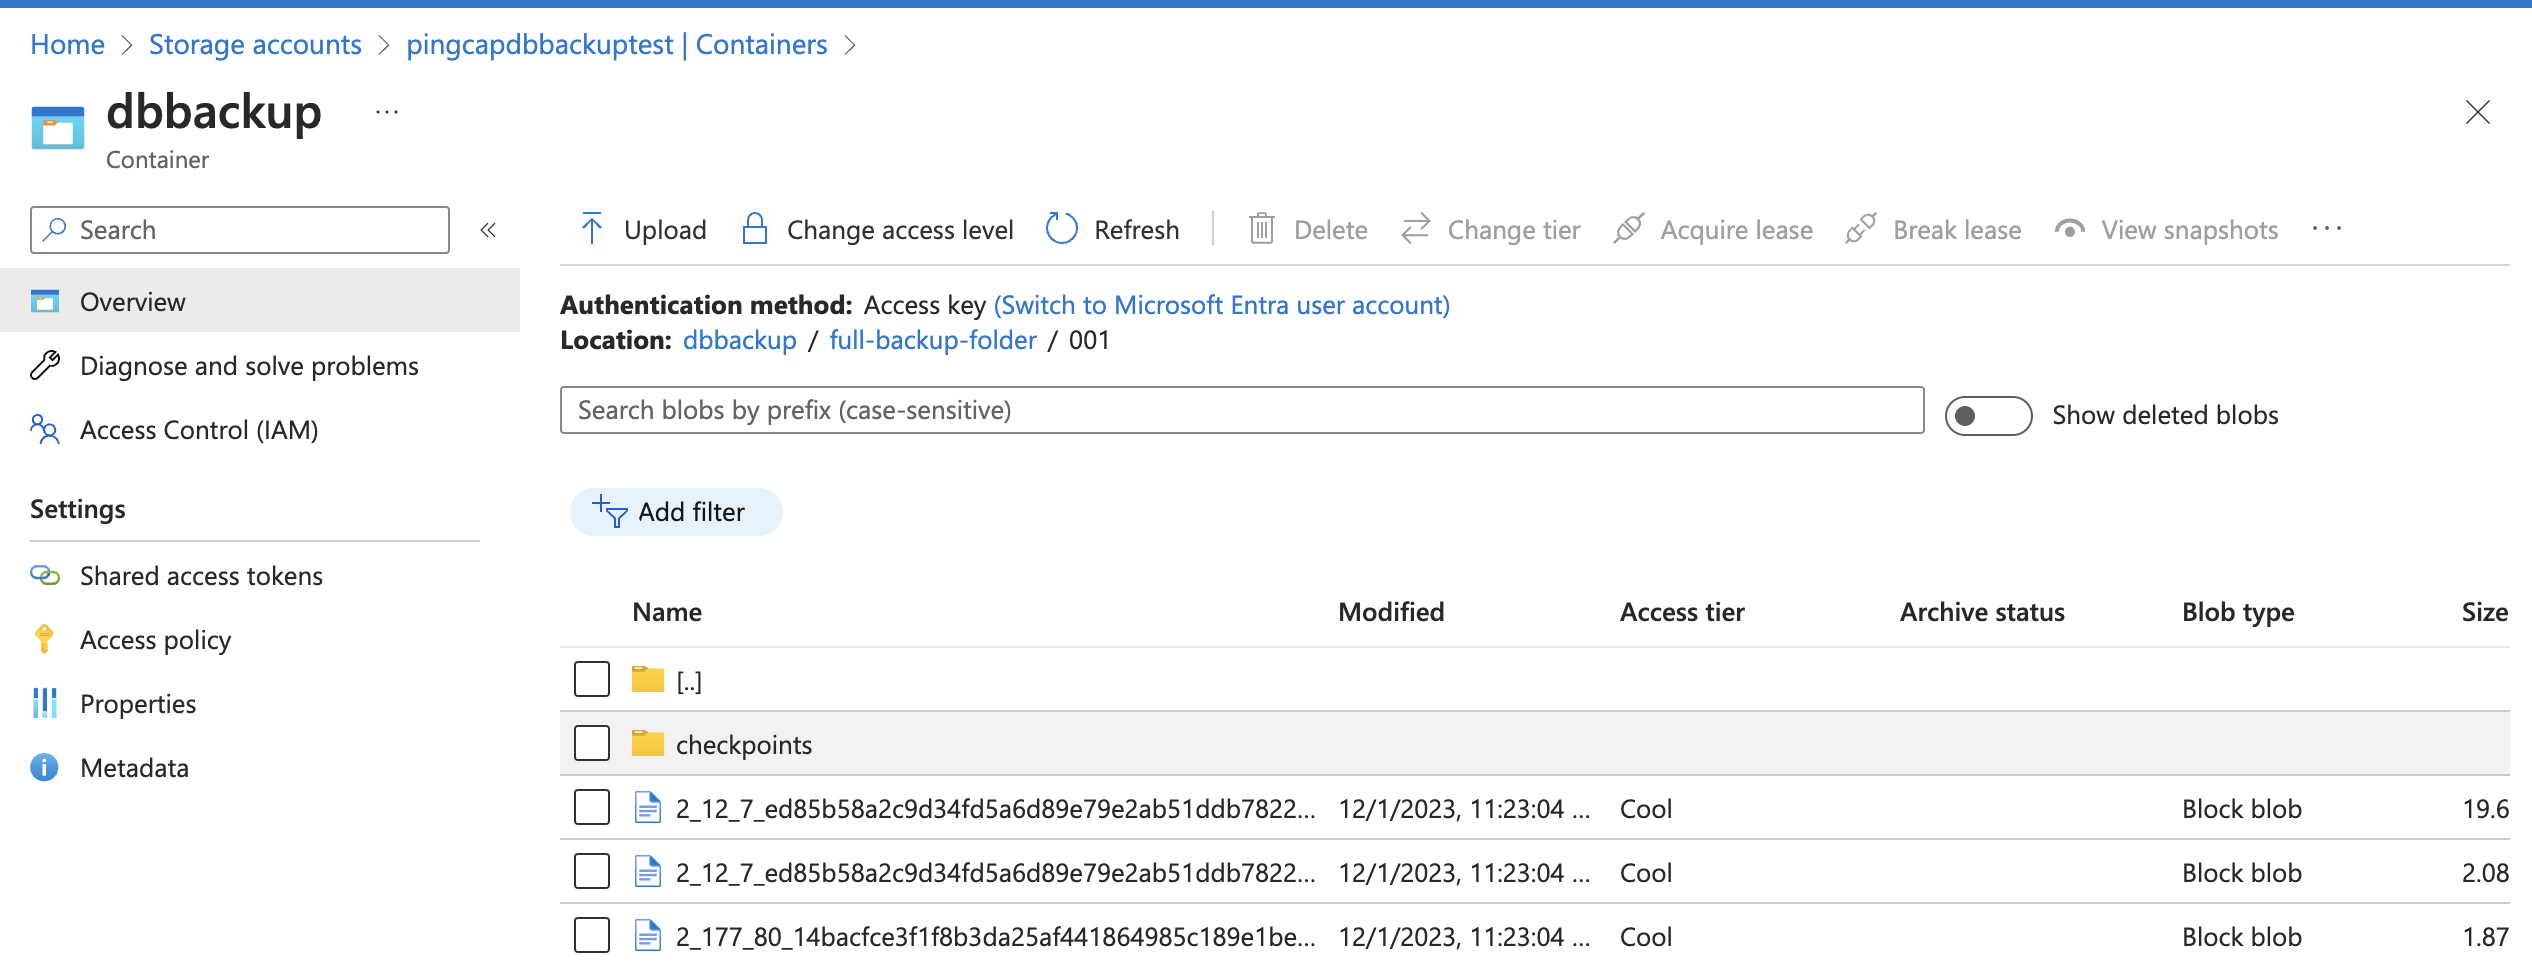 Home > Storage accounts > pingcapdbbackuptest | Containers >
dbbackup ...
Container
Search «
Overview
Diagnose and solve problems
Access Control (IAM)
Settings
Shared access tokens
Access policy
Properties
Metadata
Upload Change access level Refresh Delete Change tier Acquire lease Break lease View snapshots ...
Authentication method: Access key (Switch to Microsoft Entra user account)
Location: dbbackup / full-backup-folder / 001
Search blobs by prefix (case-sensitive) Show deleted blobs
Add filter
Name Modified Access tier Archive status Blob type Size
[..]
checkpoints
2_12_7_ed85b58a2c9d34fd5a6d89e79e2ab51ddb7822... 12/1/2023, 11:23:04 ... Cool Block blob 19.6
2_12_7_ed85b58a2c9d34fd5a6d89e79e2ab51ddb7822... 12/1/2023, 11:23:04 ... Cool Block blob 2.08
2_177_80_14bacfce3f1f8b3da25af441864985c189e1be... 12/1/2023, 11:23:04 ... Cool Block blob 1.87